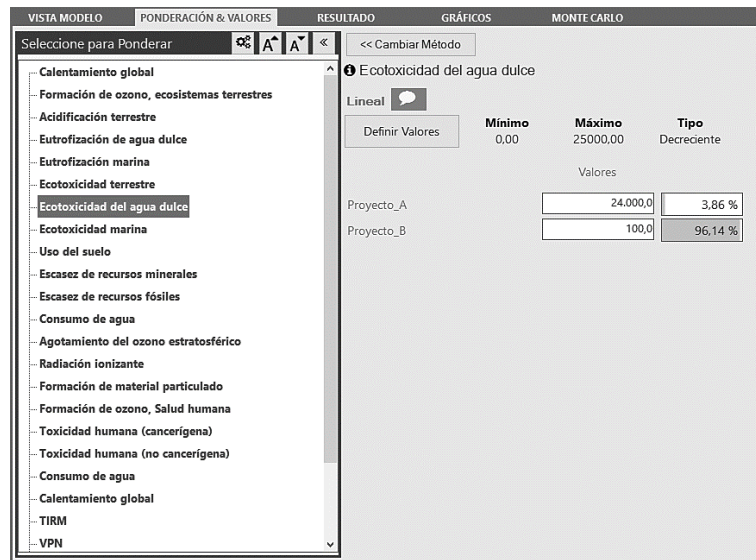 VISTA MODELO PONDERACIÓN & VALORES RESULTADO GRÁFICOS MONTE CARLO
Seleccione para Ponderar A A «
Calentamiento global
Formación de ozono, ecosistemas terrestres
Acidificación terrestre
Eutrofización de agua dulce
Eutrofización marina
Ecotoxicidad terrestre
Ecotoxicidad del agua dulce
Ecotoxicidad marina
Uso del suelo
Escasez de recursos minerales
Escasez de recursos fósiles
Consumo de agua
Agotamiento del ozono estratosférico
Radiación ionizante
Formación de material particulado
Formación de ozono, Salud humana
Toxicidad humana (cancerígena)
Toxicidad humana (no cancerígena)
Consumo de agua
Calentamiento global
TIRM
VPN
<< Cambiar Método
Ecotoxicidad del agua dulce
Lineal
Definir Valores
Mínimo Máximo Tipo
0,00 25000,00 Decreciente
Valores
Proyecto_A 24.000,0 3,86 %
Proyecto_B 100,0 96,14 %